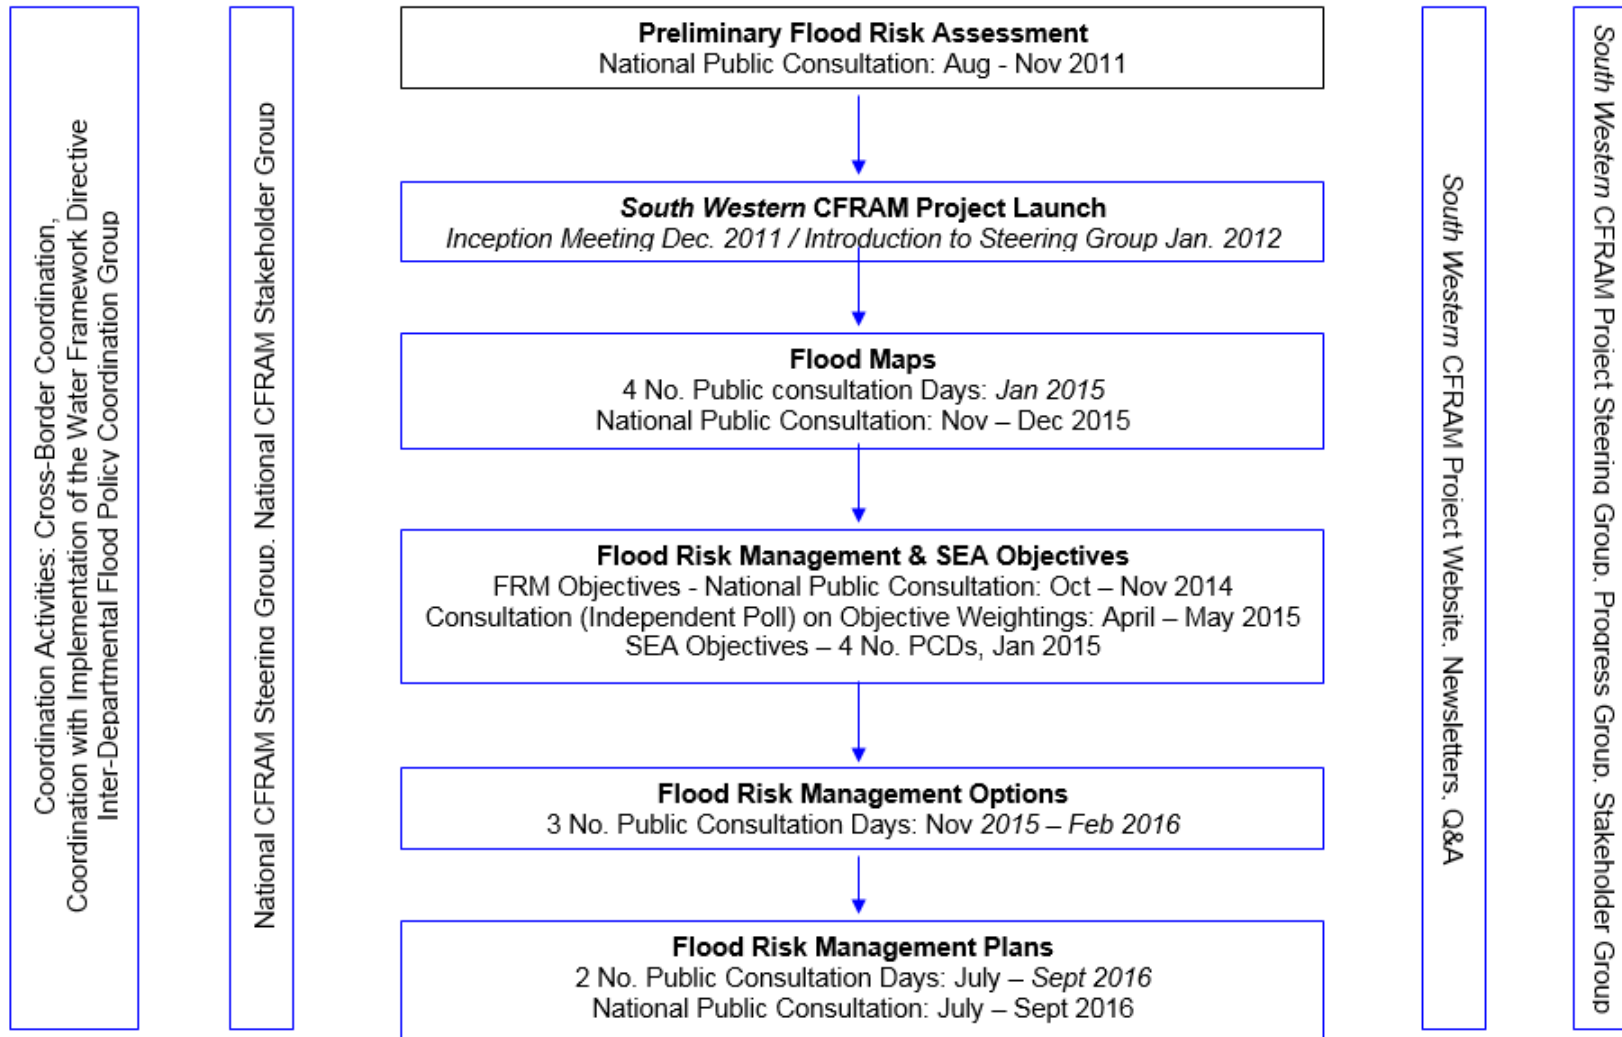 Coordination Activities: Cross-Border Coordination,
Coordination with Implementation of the Water Framework Directive
Inter-Departmental Flood Policy Coordination Group
National CFRAM Steering Group. National CFRAM Stakeholder Group
Preliminary Flood Risk Assessment
National Public Consultation: Aug - Nov 2011
South Western CFRAM Project Launch
Inception Meeting Dec. 2011 / Introduction to Steering Group Jan. 2012
Flood Maps
4 No. Public consultation Days: Jan 2015
National Public Consultation: Nov – Dec 2015
Flood Risk Management & SEA Objectives
FRM Objectives - National Public Consultation: Oct – Nov 2014
Consultation (Independent Poll) on Objective Weightings: April – May 2015
SEA Objectives – 4 No. PCDs, Jan 2015
Flood Risk Management Options
3 No. Public Consultation Days: Nov 2015 – Feb 2016
Flood Risk Management Plans
2 No. Public Consultation Days: July – Sept 2016
National Public Consultation: July – Sept 2016
South Western CFRAM Project Website. Newsletters. Q&A
South Western CFRAM Project Steering Group. Progress Group. Stakeholder Group